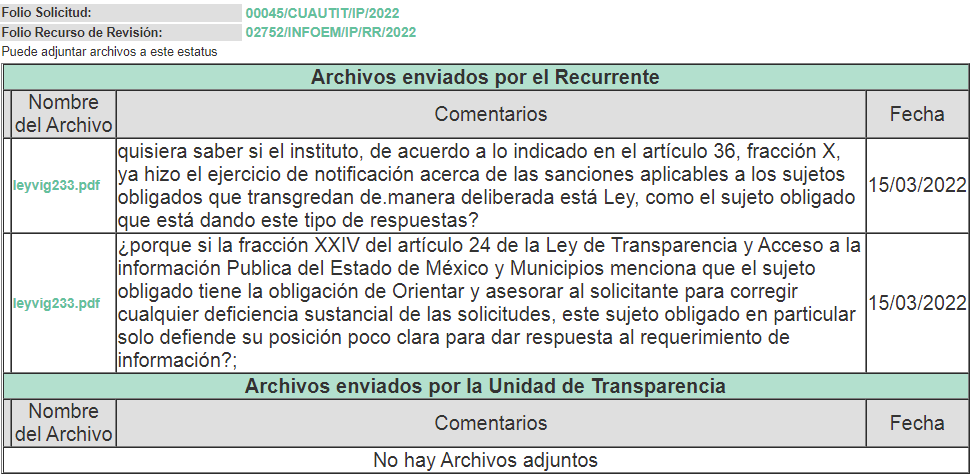 Folio Solicitud: 00045/CUAUTIT/IP/2022
Folio Recurso de Revisión: 02752/INFOEM/IP/RR/2022
Puede adjuntar archivos a este estatus
Archivos enviados por el Recurrente
Nombre del Archivo Comentarios Fecha
leyvig233.pdf
quisiera saber si el instituto, de acuerdo a lo indicado en el artículo 36, fracción X,
ya hizo el ejercicio de notificación acerca de las sanciones aplicables a los sujetos
obligados que transgredan de.manera deliberada está Ley, como el sujeto obligado
que está dando este tipo de respuestas?
15/03/2022
leyvig233.pdf
¿porque si la fracción XXIV del artículo 24 de la Ley de Transparencia y Acceso a la
información Publica del Estado de México y Municipios menciona que el sujeto
obligado tiene la obligación de Orientar y asesorar al solicitante para corregir
cualquier deficiencia sustancial de las solicitudes, este sujeto obligado en particular
solo defiende su posición poco clara para dar respuesta al requerimiento de
información?;
15/03/2022
Archivos enviados por la Unidad de Transparencia
Nombre del Archivo Comentarios Fecha
No hay Archivos adjuntos